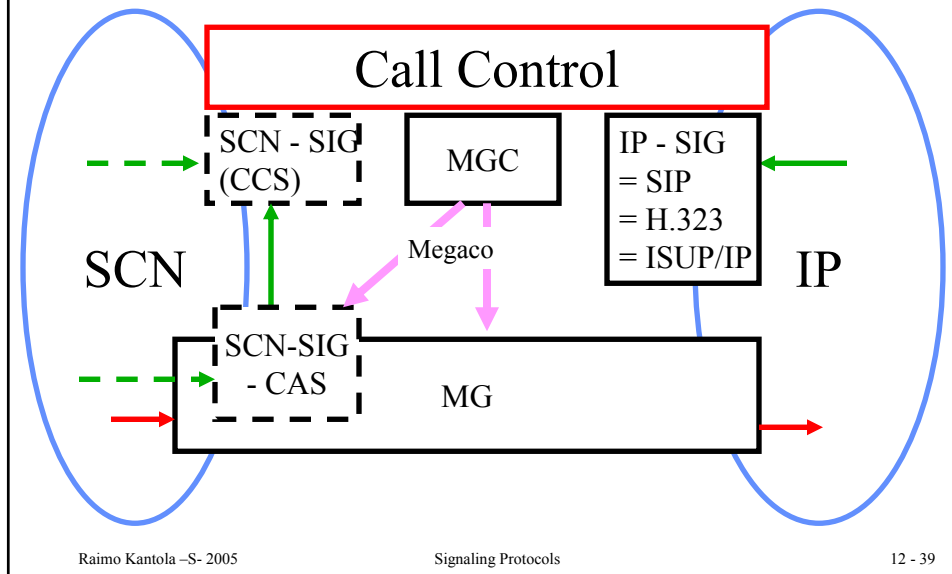 Call Control
SCN - SIG
(CCS)
MGC
IP - SIG
= SIP
= H.323
= ISUP/IP
Megaco
SCN
IP
SCN-SIG
- CAS
MG
Raimo Kantola –S- 2005
Signaling Protocols
12 - 39